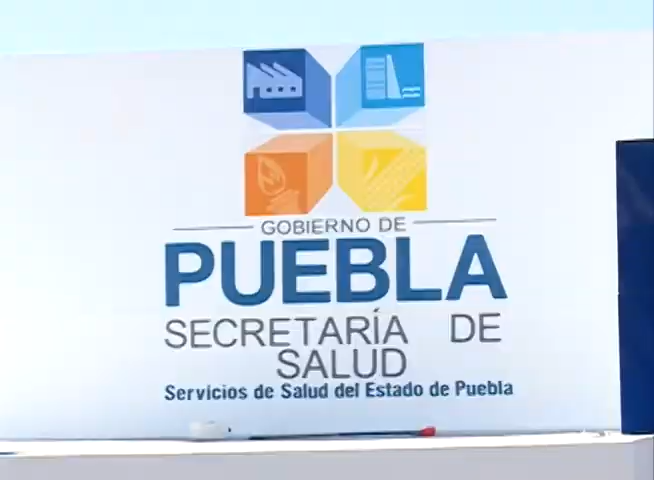 GOBIERNO DE
PUEBLA
SECRETARÍA DE
SALUD
Servicios de Salud del Estado de Puebla